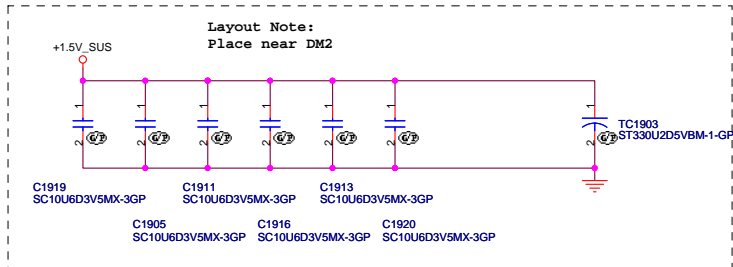 Layout Note:
Place near DM2
+1.5V_SUS
1 1 1 1 1 1 1
G/P G/P G/P G/P G/P G/P G/P
2 2 2 2 2 2 2
TC1903
ST330U2D5VBM-1-GP
C1919 C1911 C1913
SC10U6D3V5MX-3GP SC10U6D3V5MX-3GP SC10U6D3V5MX-3GP
C1905 C1916 C1920
SC10U6D3V5MX-3GP SC10U6D3V5MX-3GP SC10U6D3V5MX-3GP